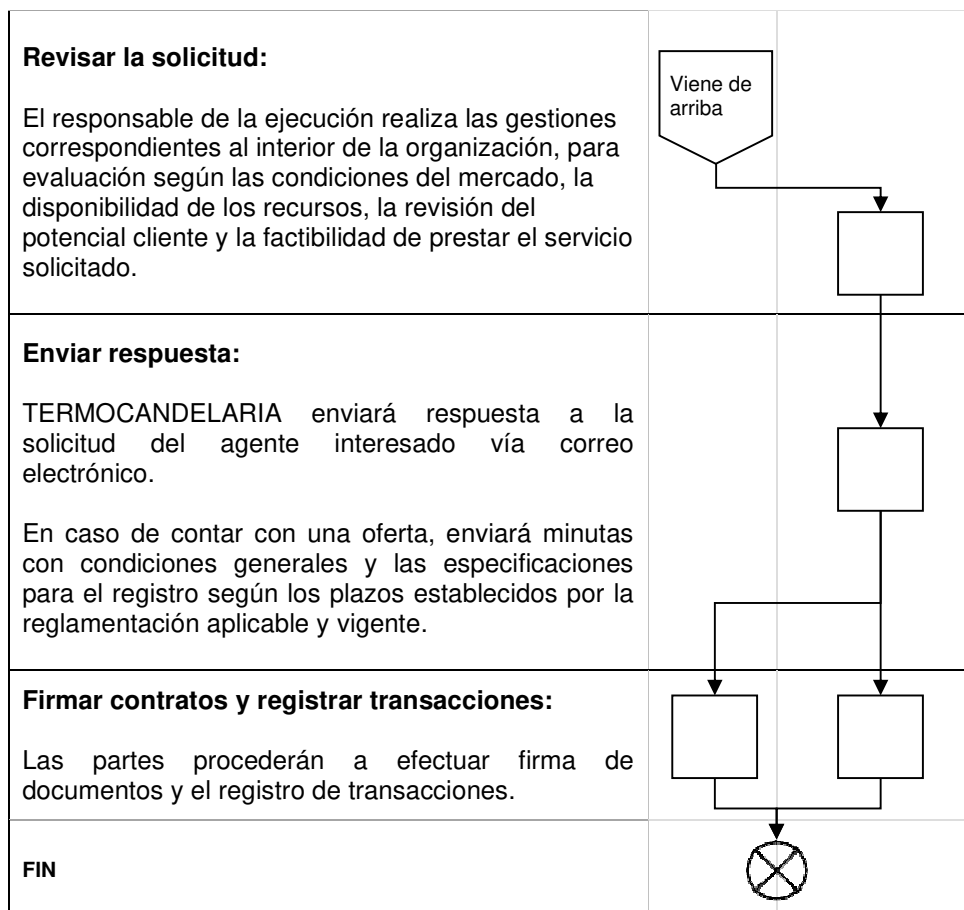 Revisar la solicitud:
Viene de
arriba
El responsable de la ejecución realiza las gestiones
correspondientes al interior de la organización, para
evaluación según las condiciones del mercado, la
disponibilidad de los recursos, la revisión del
potencial cliente y la factibilidad de prestar el servicio
solicitado.
Enviar respuesta:
TERMOCANDELARIA enviará respuesta a la
solicitud del agente interesado vía correo
electrónico.
En caso de contar con una oferta, enviará minutas
con condiciones generales y las especificaciones
para el registro según los plazos establecidos por la
reglamentación aplicable y vigente.
Firmar contratos y registrar transacciones:
Las partes procederán a efectuar firma de
documentos y el registro de transacciones.
FIN